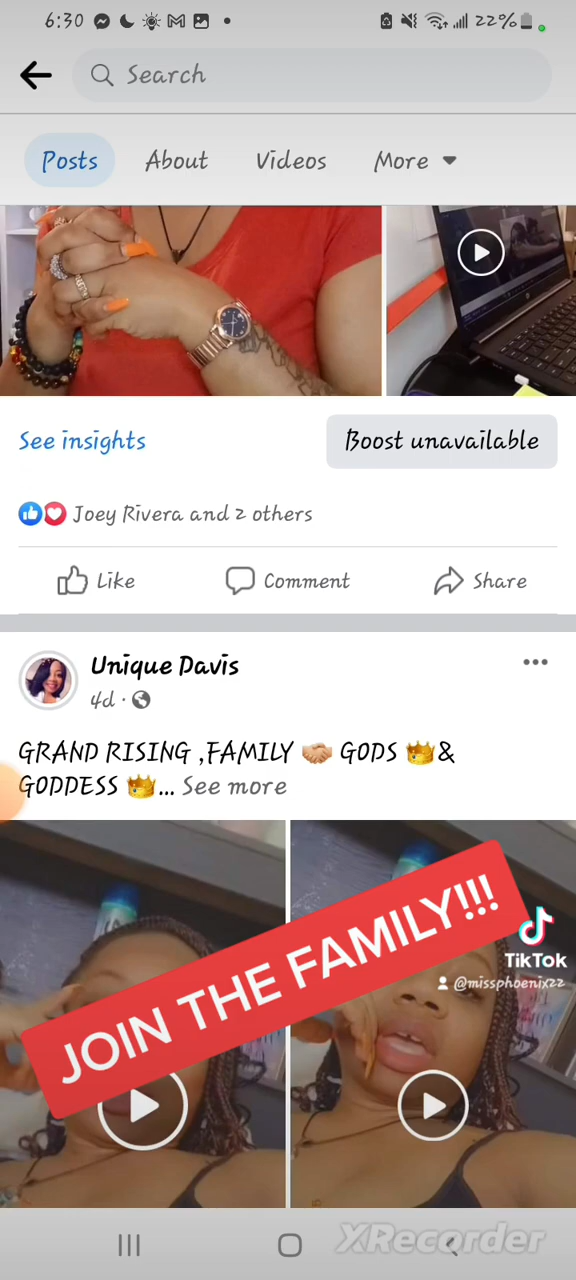 6:30
22%
Search
Posts About Videos More
See insights
Boost unavailable
Joey Rivera and 2 others
Like Comment Share
Unique Davis
4d
GRAND RISING ,FAMILY 🤝 GODS 👑&
GODDESS 👑... See more
JOIN THE FAMILY!!!
TikTok
@missphoenixzz
XRecorder